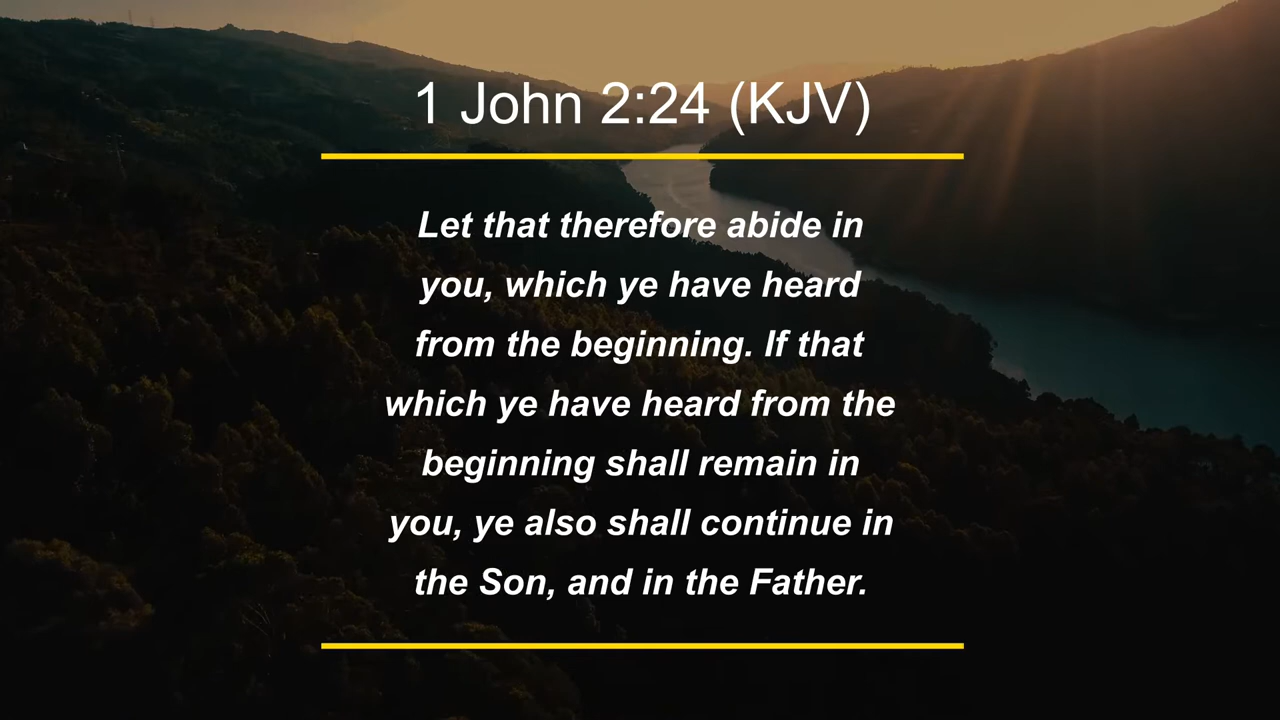 1 John 2:24 (KJV)
Let that therefore abide in
you, which ye have heard
from the beginning. If that
which ye have heard from the
beginning shall remain in
you, ye also shall continue in
the Son, and in the Father.